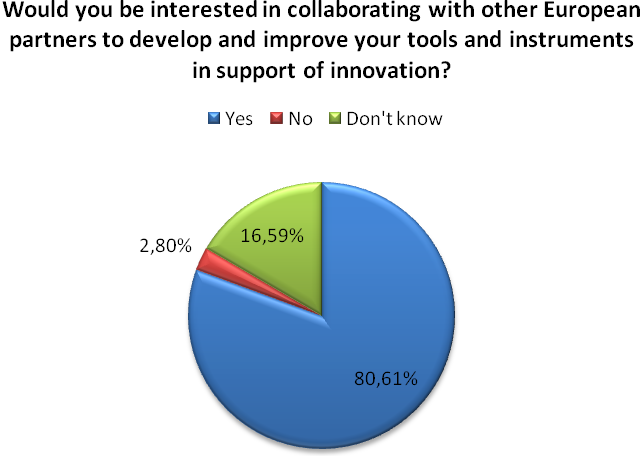 Would you be interested in collaborating with other European
partners to develop and improve your tools and instruments
in support of innovation?
Yes No Don't know
16,59%
2,80%
80,61%